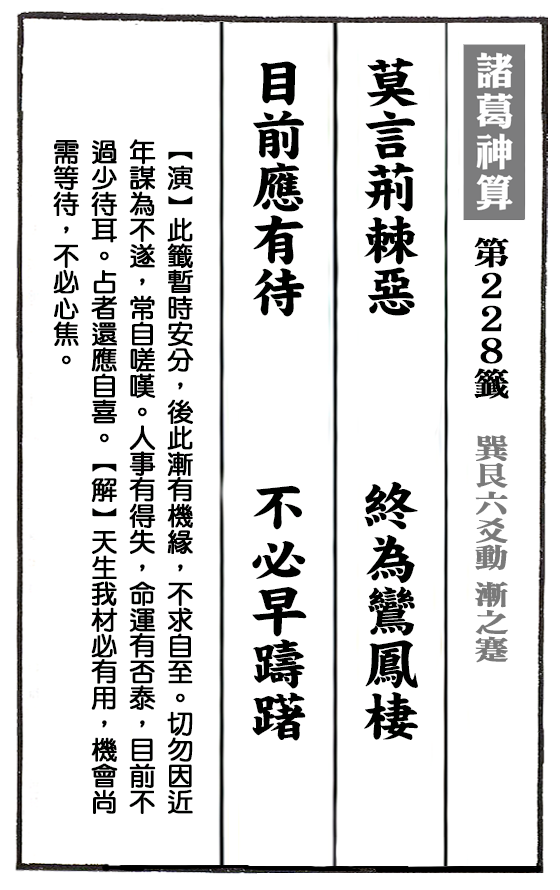 諸葛神算 第228籤 巽艮六爻動 漸之蹇
莫言荊棘惡 終為鸞鳳棲
目前應有待 不必早躊躇
【演】此籤暫時安分，後此漸有機緣，不求自至。切勿因近
年謀為不遂，常自嗟嘆。人事有得失，命運有否泰，目前不
過少待耳。占者還應自喜。【解】天生我材必有用，機會尚
需等待，不必心焦。